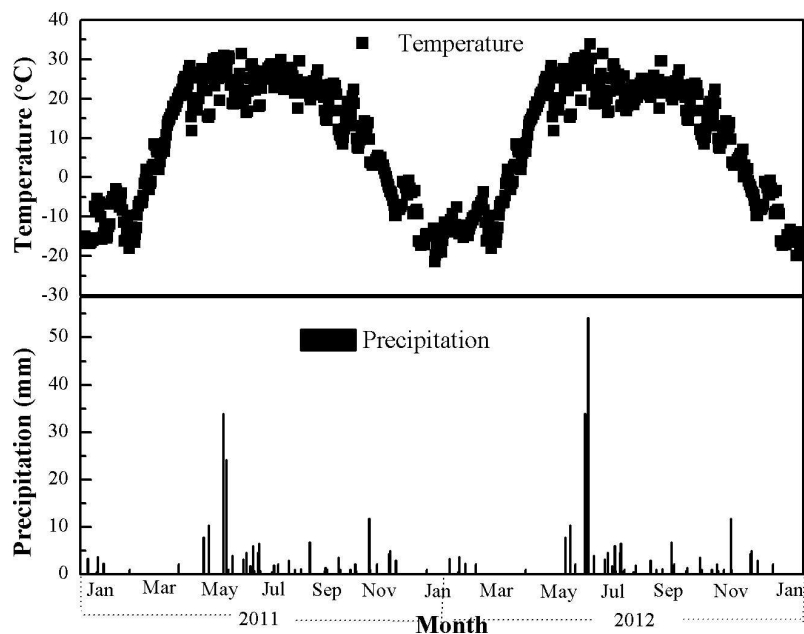 40
30
20
10
0
-10
-20
-30
Temperature (°C)
Temperature
50
40
30
20
10
0
Precipitation (mm)
Precipitation
Jan Mar May Jul Sep Nov Jan Mar May Jul Sep Nov Jan
2011 Month 2012